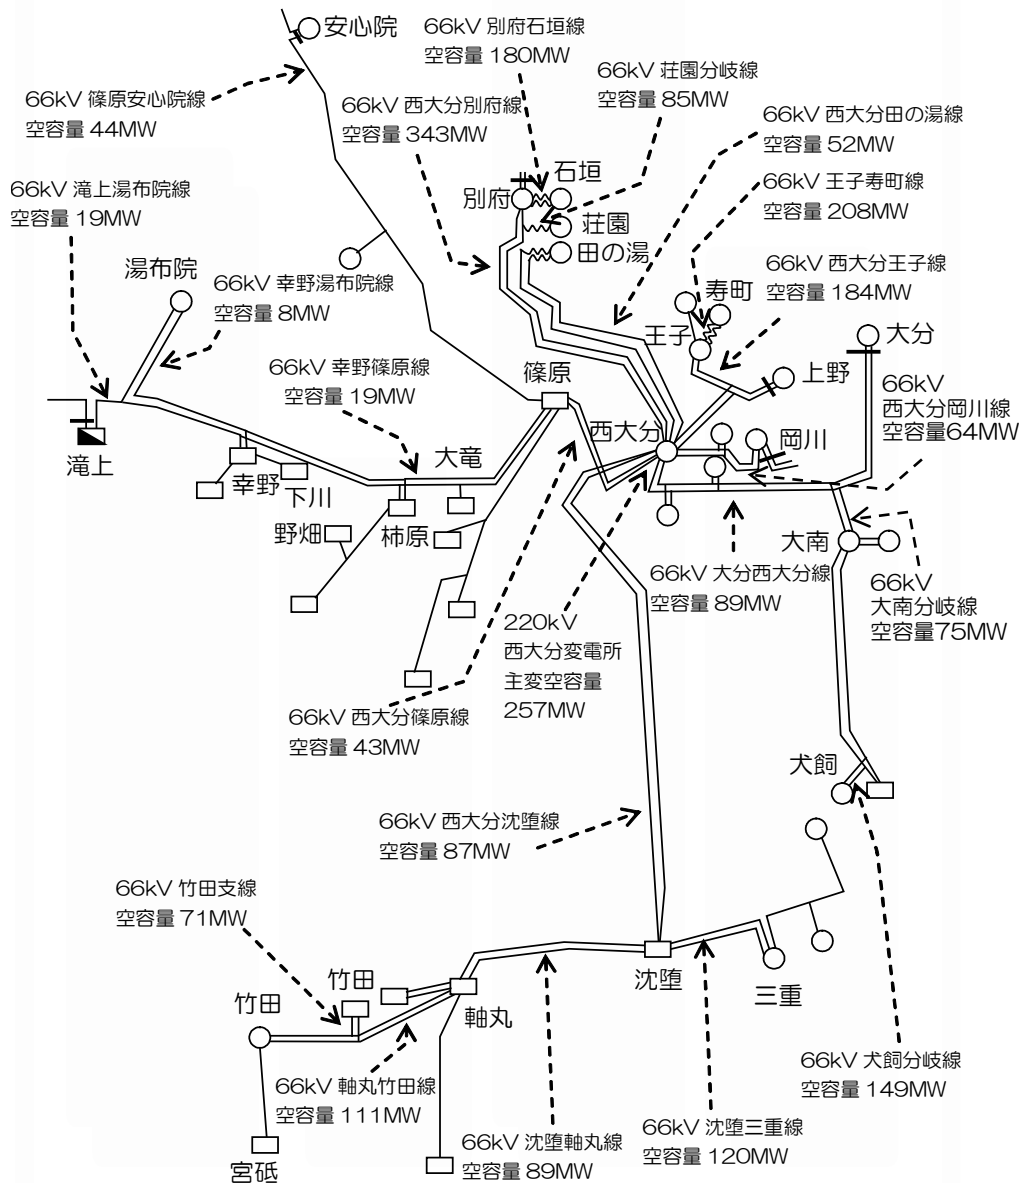 安心院
66kV 別府石垣線
空容量 180MW
66kV 荘園分岐線
空容量 85MW
66kV 篠原安心院線
空容量 44MW
66kV 西大分別府線
空容量 343MW
66kV 西大分田の湯線
空容量 52MW
石垣
別府
荘園
田の湯
66kV 滝上湯布院線
空容量 19MW
66kV 王子寿町線
空容量 208MW
湯布院
66kV 幸野湯布院線
空容量 8MW
66kV 西大分王子線
空容量 184MW
寿町
王子
大分
上野
66kV 幸野篠原線
空容量 19MW
篠原
66kV
西大分岡川線
空容量64MW
西大分
岡川
滝上
大竜
幸野
下川
野畑
柿原
大南
66kV 大分西大分線
空容量 89MW
66kV
大南分岐線
空容量75MW
220kV
西大分変電所
主変空容量
257MW
66kV 西大分篠原線
空容量 43MW
犬飼
66kV 西大分沈堕線
空容量 87MW
66kV 竹田支線
空容量 71MW
沈堕
三重
竹田
竹田
軸丸
66kV 犬飼分岐線
空容量 149MW
66kV 軸丸竹田線
空容量 111MW
66kV 沈堕軸丸線
空容量 89MW
66kV 沈堕三重線
空容量 120MW
宮砥